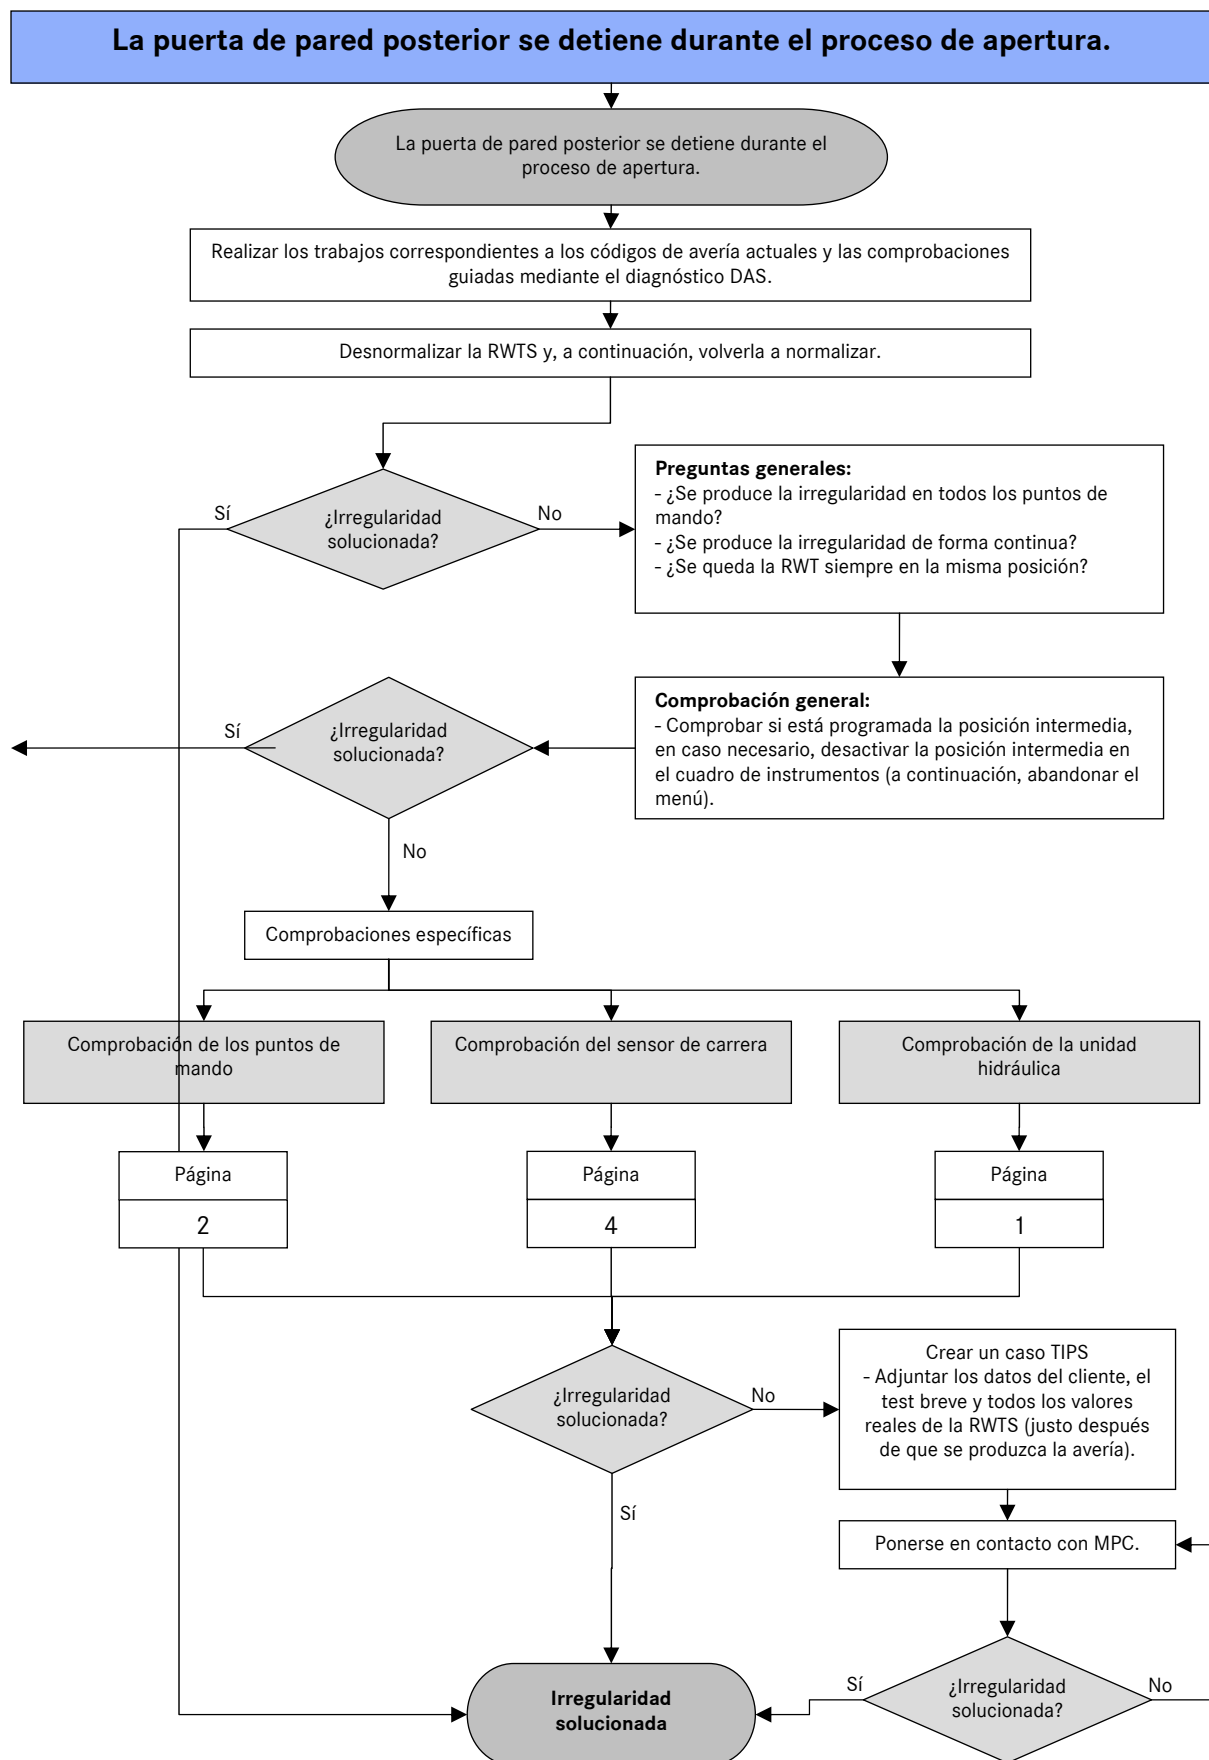 La puerta de pared posterior se detiene durante el proceso de apertura.
La puerta de pared posterior se detiene durante el
proceso de apertura.
Realizar los trabajos correspondientes a los códigos de avería actuales y las comprobaciones
guiadas mediante el diagnóstico DAS.
Desnormalizar la RWTS y, a continuación, volverla a normalizar.
Sí
¿Irregularidad
solucionada?
No
Preguntas generales:
- ¿Se produce la irregularidad en todos los puntos de
mando?
- ¿Se produce la irregularidad de forma continua?
- ¿Se queda la RWT siempre en la misma posición?
Sí
¿Irregularidad
solucionada?
Comprobación general:
- Comprobar si está programada la posición intermedia,
en caso necesario, desactivar la posición intermedia en
el cuadro de instrumentos (a continuación, abandonar el
menú).
No
Comprobaciones específicas
Comprobación de los puntos de
mando
Comprobación del sensor de carrera
Comprobación de la unidad
hidráulica
Página
2
Página
4
Página
1
¿Irregularidad
solucionada?
No
Crear un caso TIPS
- Adjuntar los datos del cliente, el
test breve y todos los valores
reales de la RWTS (justo después
de que se produzca la avería).
Sí
Ponerse en contacto con MPC.
Irregularidad
solucionada
Sí
¿Irregularidad
solucionada?
No